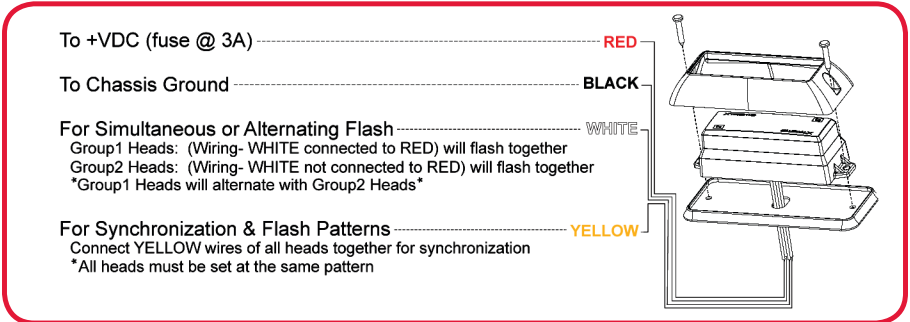 To +VDC (fuse @ 3A) RED
To Chassis Ground BLACK
For Simultaneous or Alternating Flash WHITE
Group1 Heads: (Wiring- WHITE connected to RED) will flash together
Group2 Heads: (Wiring- WHITE not connected to RED) will flash together
*Group1 Heads will alternate with Group2 Heads*
For Synchronization & Flash Patterns YELLOW
Connect YELLOW wires of all heads together for synchronization
*All heads must be set at the same pattern